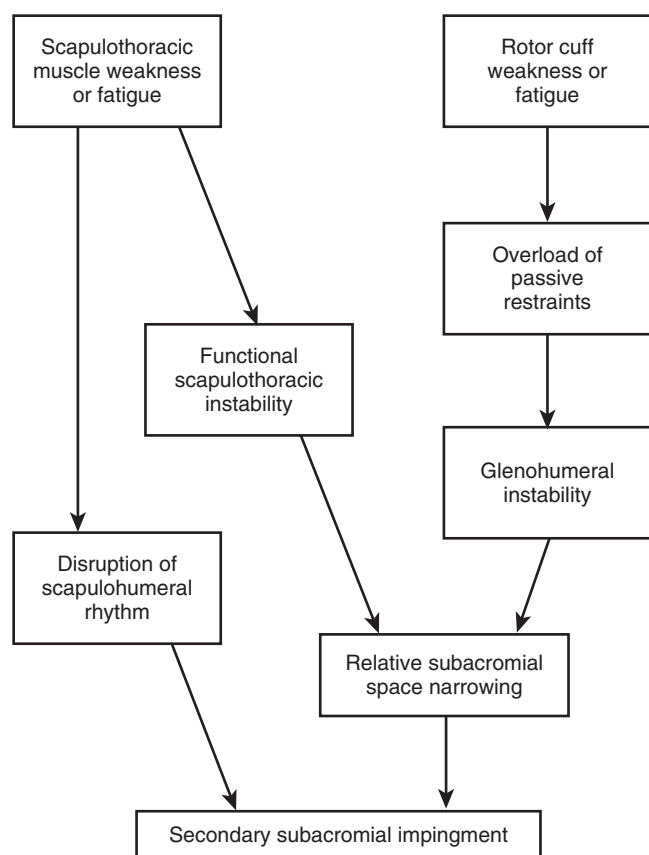 Scapulothoracic
muscle weakness
or fatigue
Rotor cuff
weakness or
fatigue
Overload of
passive
restraints
Functional
scapulothoracic
instability
Glenohumeral
instability
Disruption of
scapulohumeral
rhythm
Relative subacromial
space narrowing
Secondary subacromial impingment